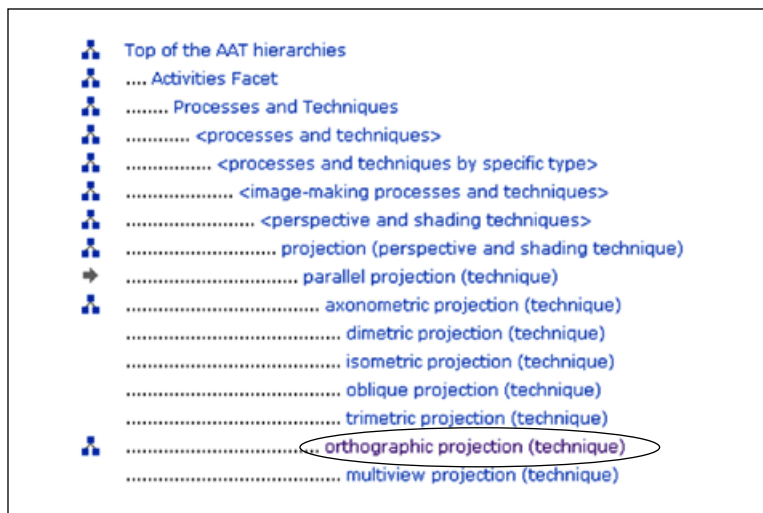 Top of the AAT hierarchies
.... Activities Facet
........ Processes and Techniques
............ <processes and techniques>
................ <processes and techniques by specific type>
.................... <image-making processes and techniques>
........................ <perspective and shading techniques>
............................ projection (perspective and shading technique)
................................ parallel projection (technique)
.................................... axonometric projection (technique)
........................................ dimetric projection (technique)
........................................ isometric projection (technique)
........................................ oblique projection (technique)
........................................ trimetric projection (technique)
.................................... orthographic projection (technique)
........................................ multiview projection (technique)